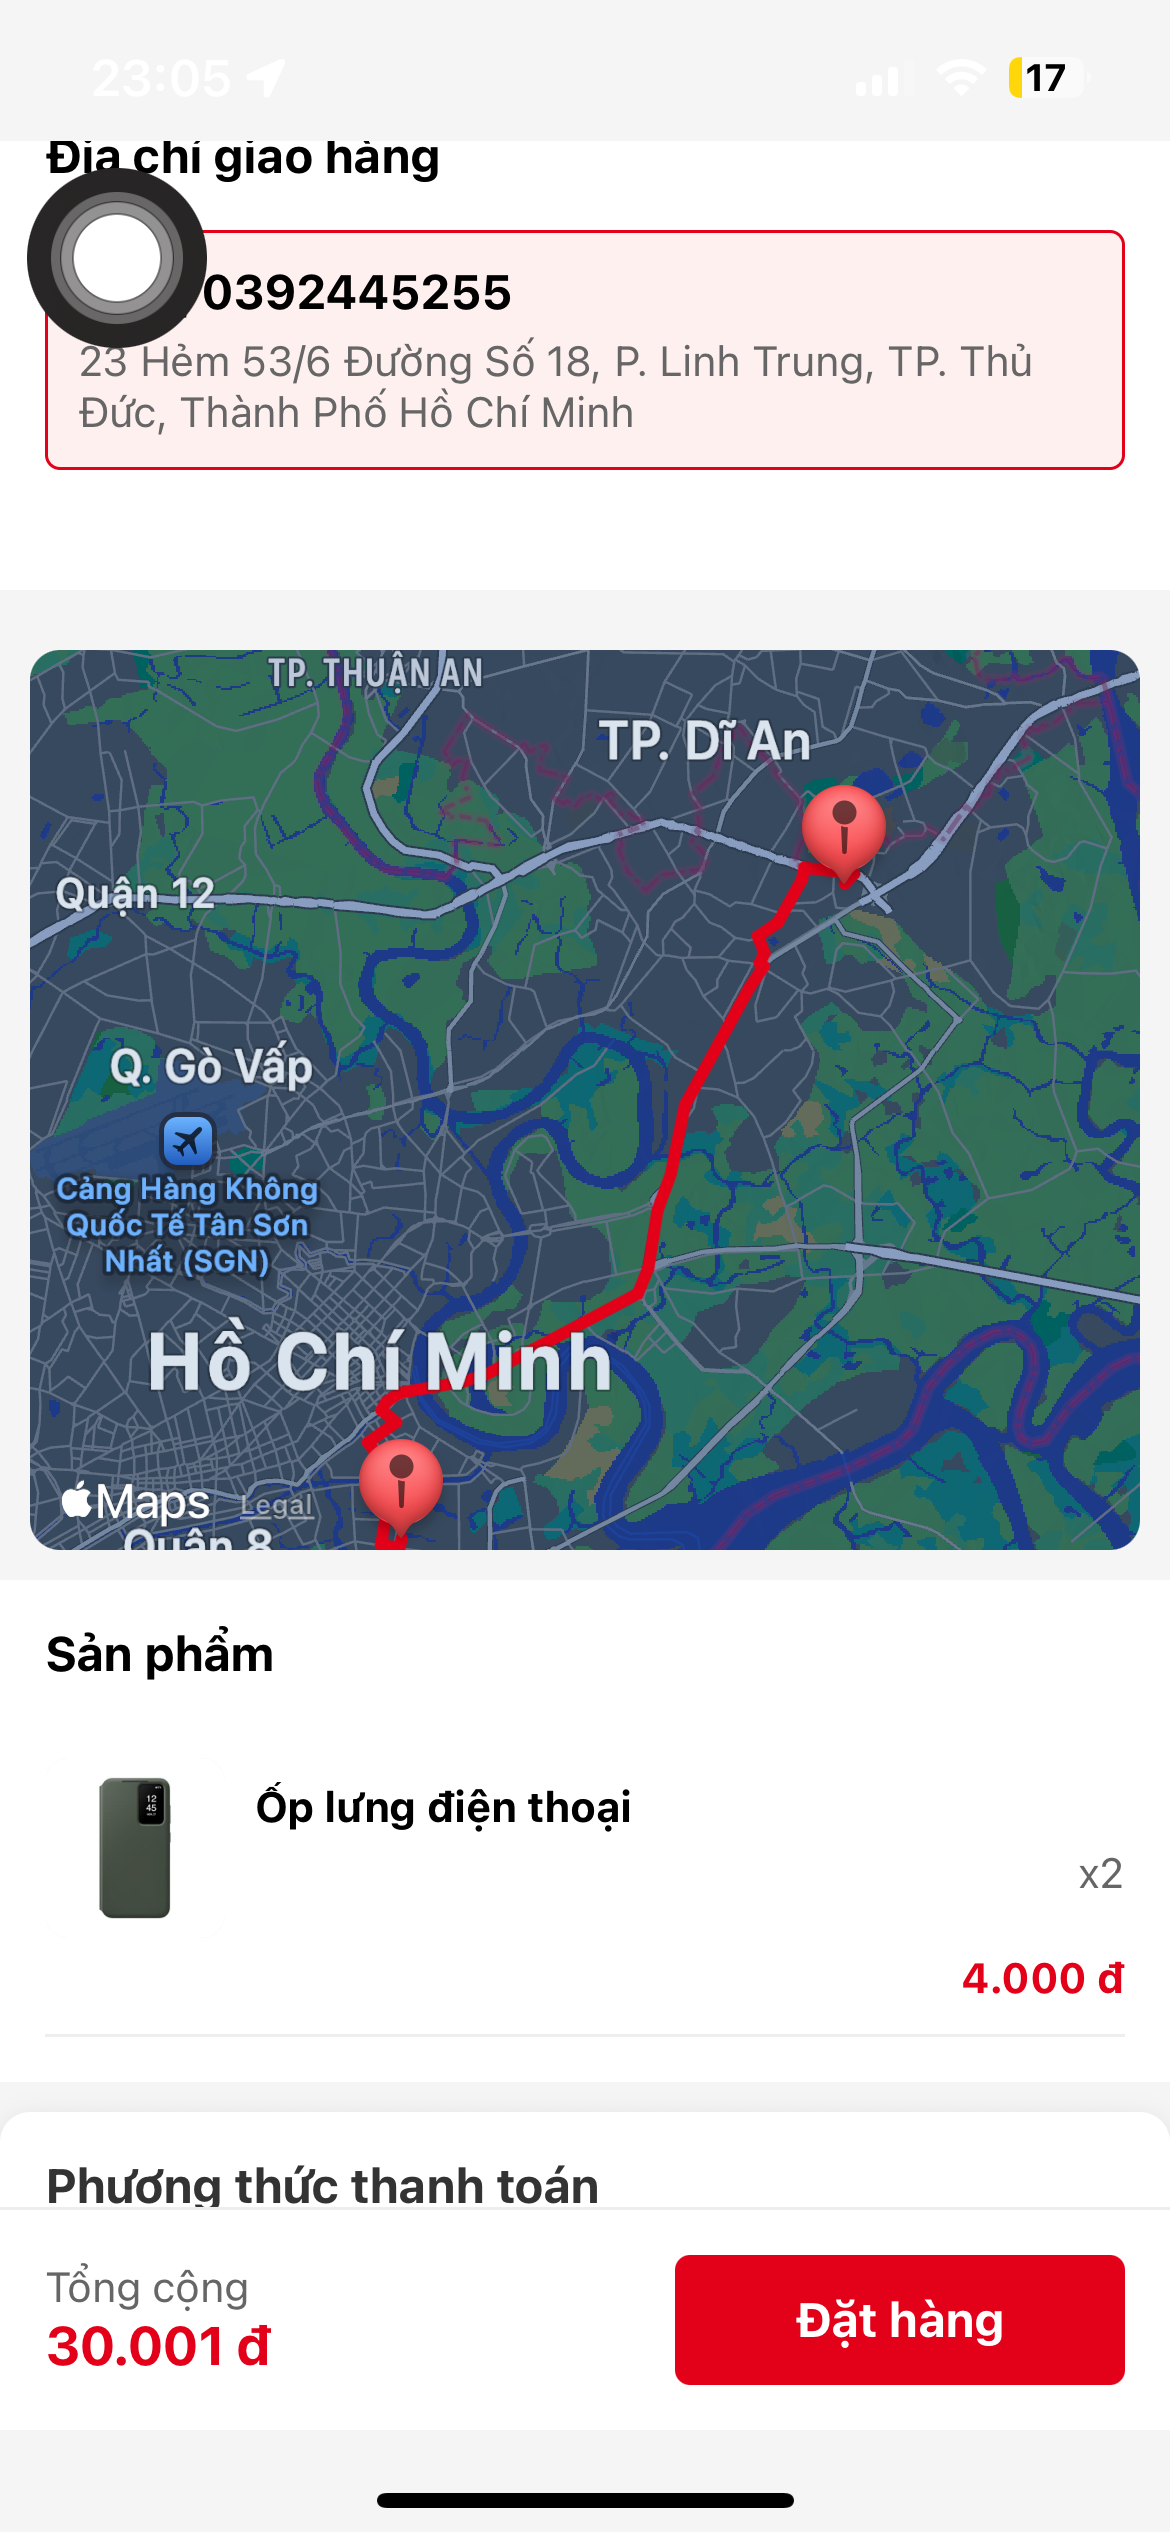 23:05
17
Địa chỉ giao hàng
0392445255
23 Hẻm 53/6 Đường Số 18, P. Linh Trung, TP. Thủ
Đức, Thành Phố Hồ Chí Minh
TP. THUẬN AN
TP. Dĩ An
Quận 12
Q. Gò Vấp
Cảng Hàng Không
Quốc Tế Tân Sơn
Nhất (SGN)
Hồ Chí Minh
Maps
Legal
Quận 8
Sản phẩm
12
45
Ốp lưng điện thoại
x2
4.000 đ
Phương thức thanh toán
Tổng cộng
30.001 đ
Đặt hàng